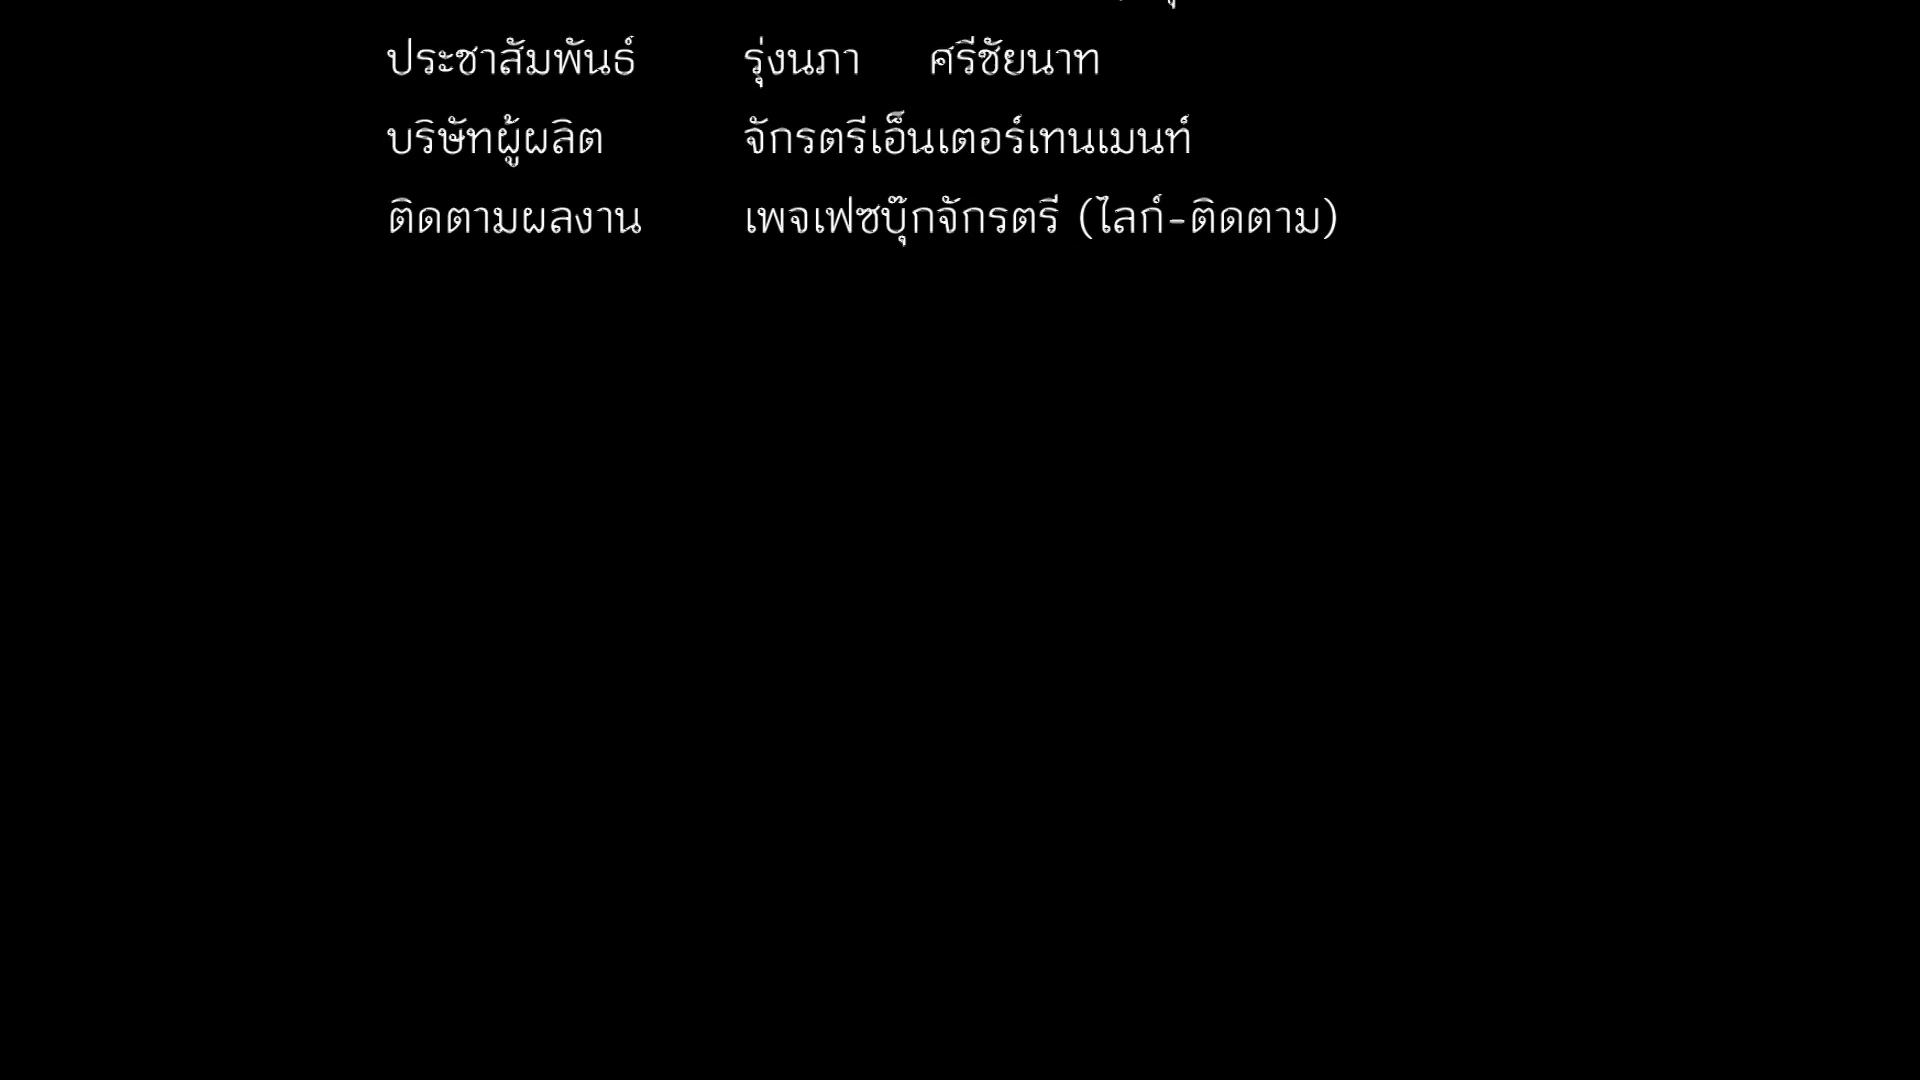 ประชาสัมพันธ์ รุ่งนภา ศรีชัยนาท
บริษัทผู้ผลิต จักรตรีเอ็นเตอร์เทนเมนท์
ติดตามผลงาน เพจเฟซบุ๊กจักรตรี (ไลก์-ติดตาม)